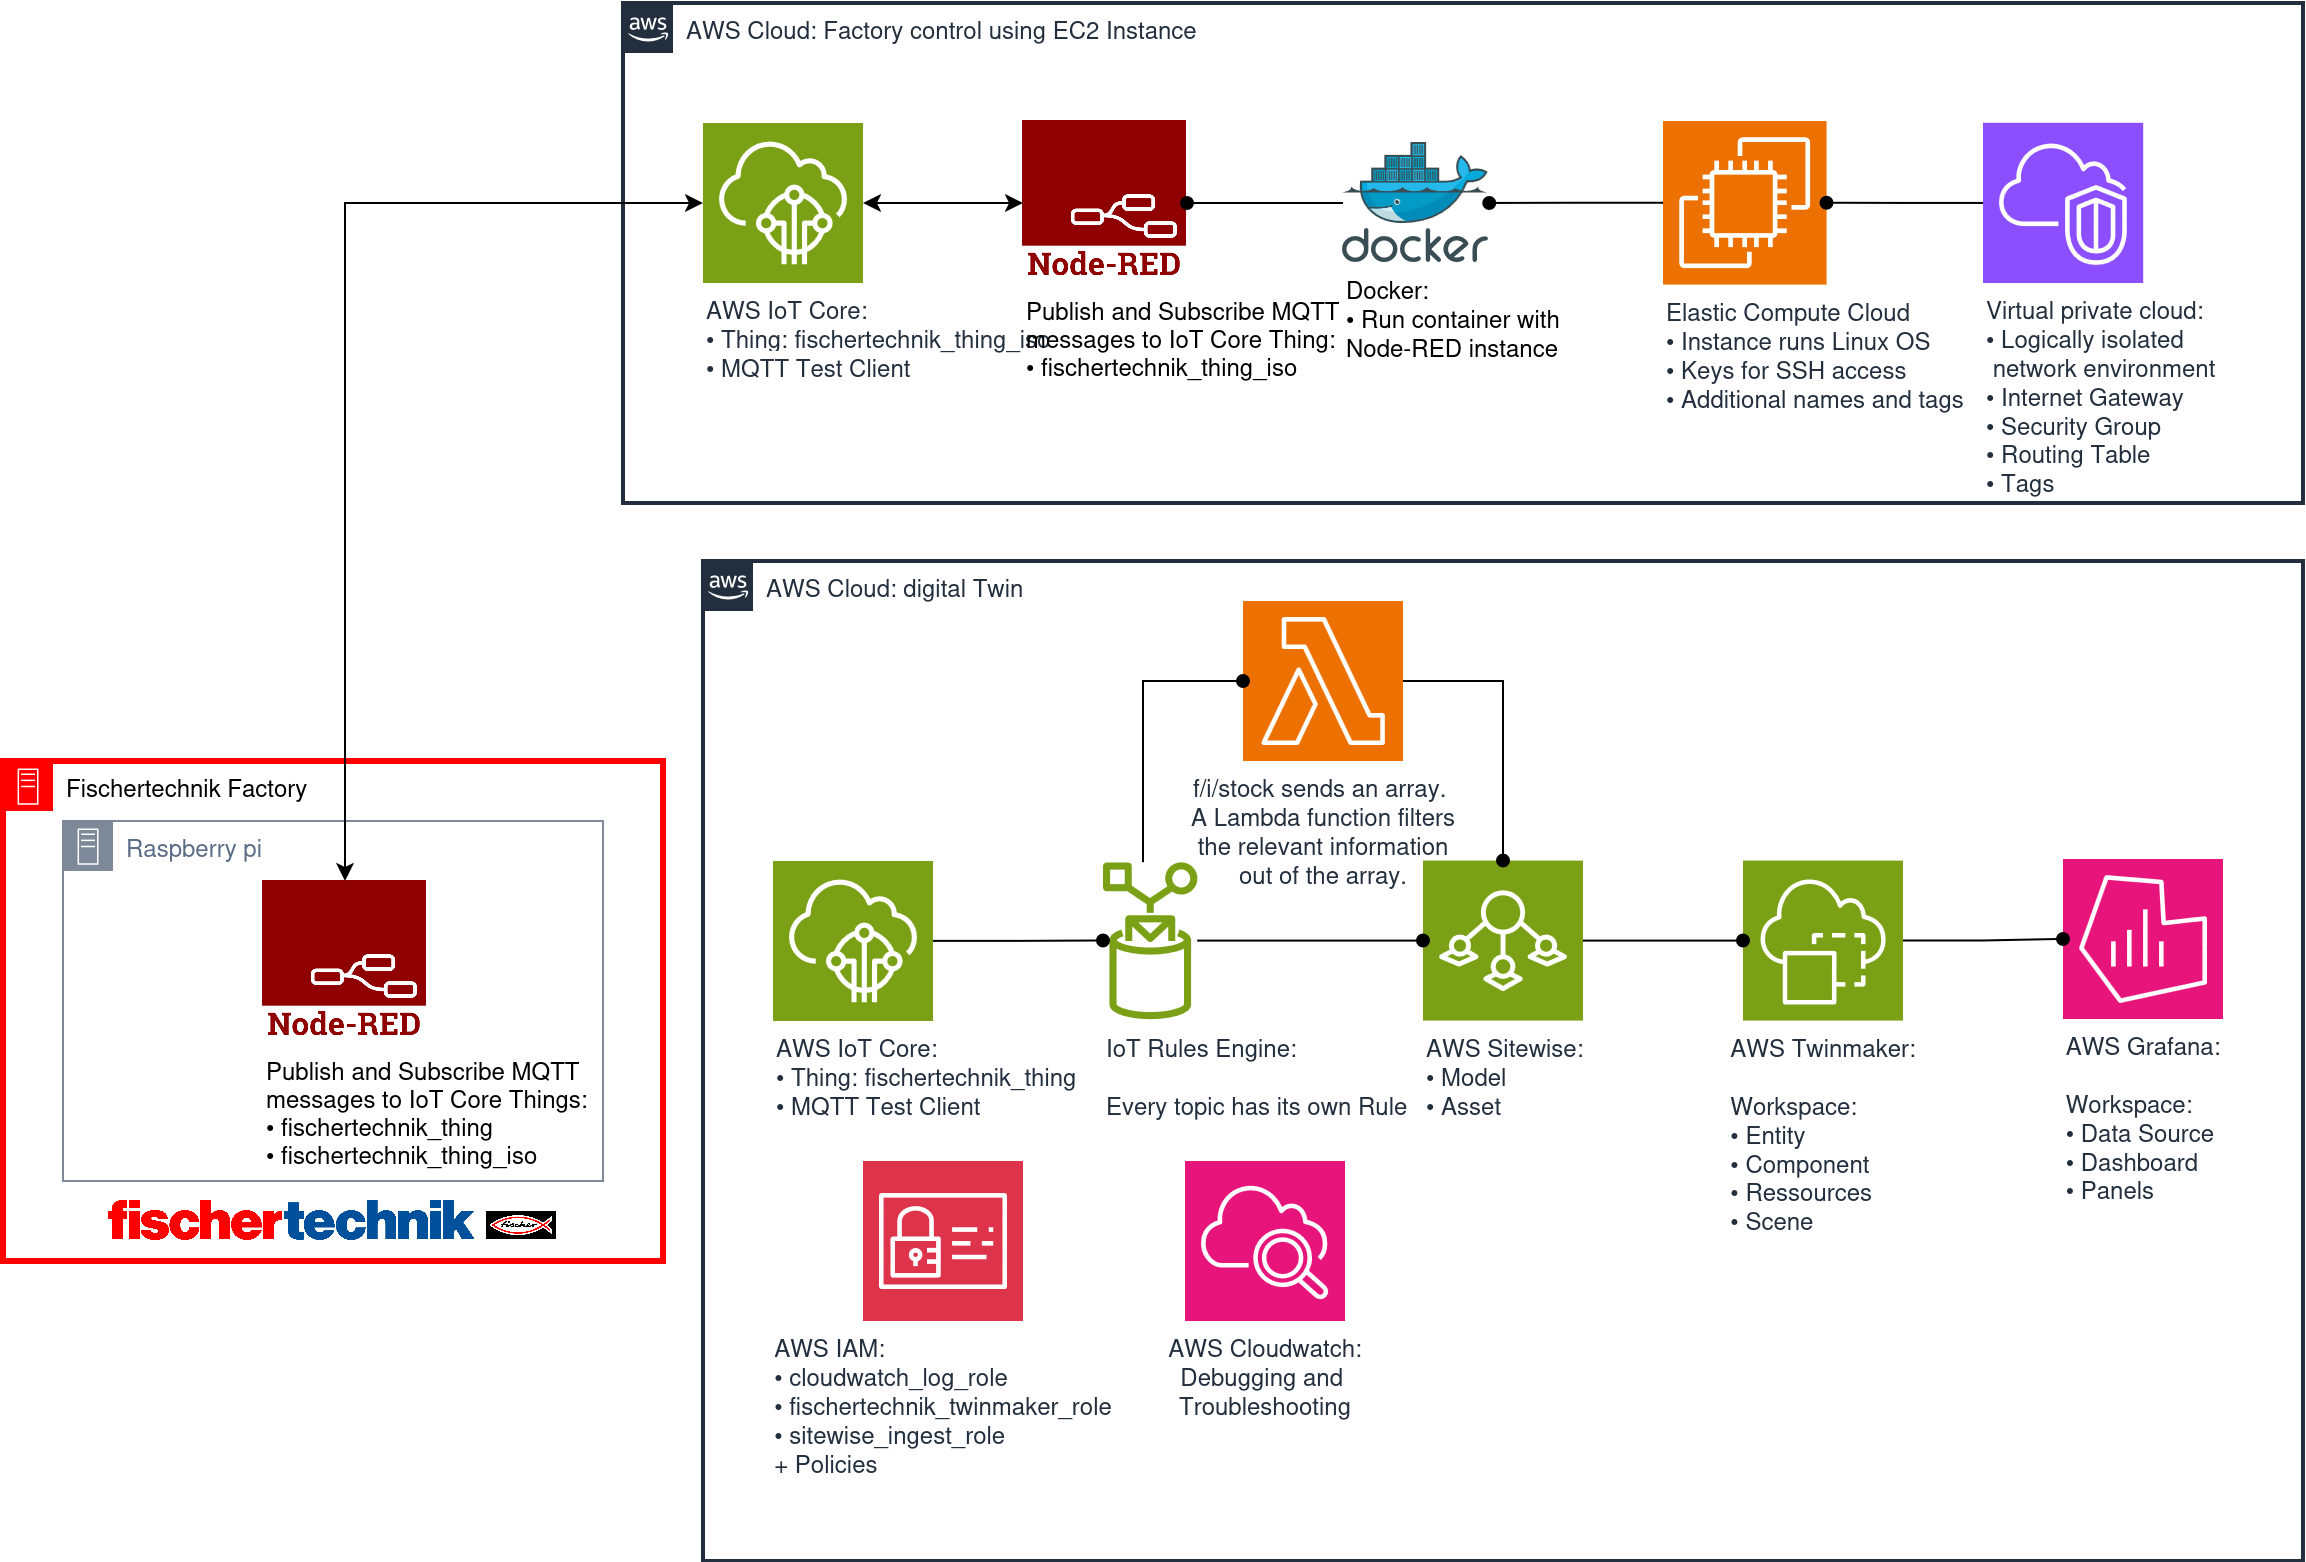 aws
AWS Cloud: Factory control using EC2 Instance
Node-RED
docker
AWS IoT Core:
• Thing: fischertechnik_thing_iso
• MQTT Test Client
Publish and Subscribe MQTT
messages to IoT Core Thing:
• fischertechnik_thing_iso
Docker:
• Run container with
Node-RED instance
Elastic Compute Cloud
• Instance runs Linux OS
• Keys for SSH access
• Additional names and tags
Virtual private cloud:
• Logically isolated
network environment
• Internet Gateway
• Security Group
• Routing Table
• Tags
aws
AWS Cloud: digital Twin
f/i/stock sends an array.
A Lambda function filters
the relevant information
out of the array.
AWS IoT Core:
• Thing: fischertechnik_thing
• MQTT Test Client
IoT Rules Engine:
Every topic has its own Rule
AWS Sitewise:
• Model
• Asset
AWS Twinmaker:
Workspace:
• Entity
• Component
• Ressources
• Scene
AWS Grafana:
Workspace:
• Data Source
• Dashboard
• Panels
AWS IAM:
• cloudwatch_log_role
• fischertechnik_twinmaker_role
• sitewise_ingest_role
+ Policies
AWS Cloudwatch:
Debugging and
Troubleshooting
Fischertechnik Factory
Raspberry pi
Node-RED
Publish and Subscribe MQTT
messages to IoT Core Things:
• fischertechnik_thing
• fischertechnik_thing_iso
fischertechnik
fischer